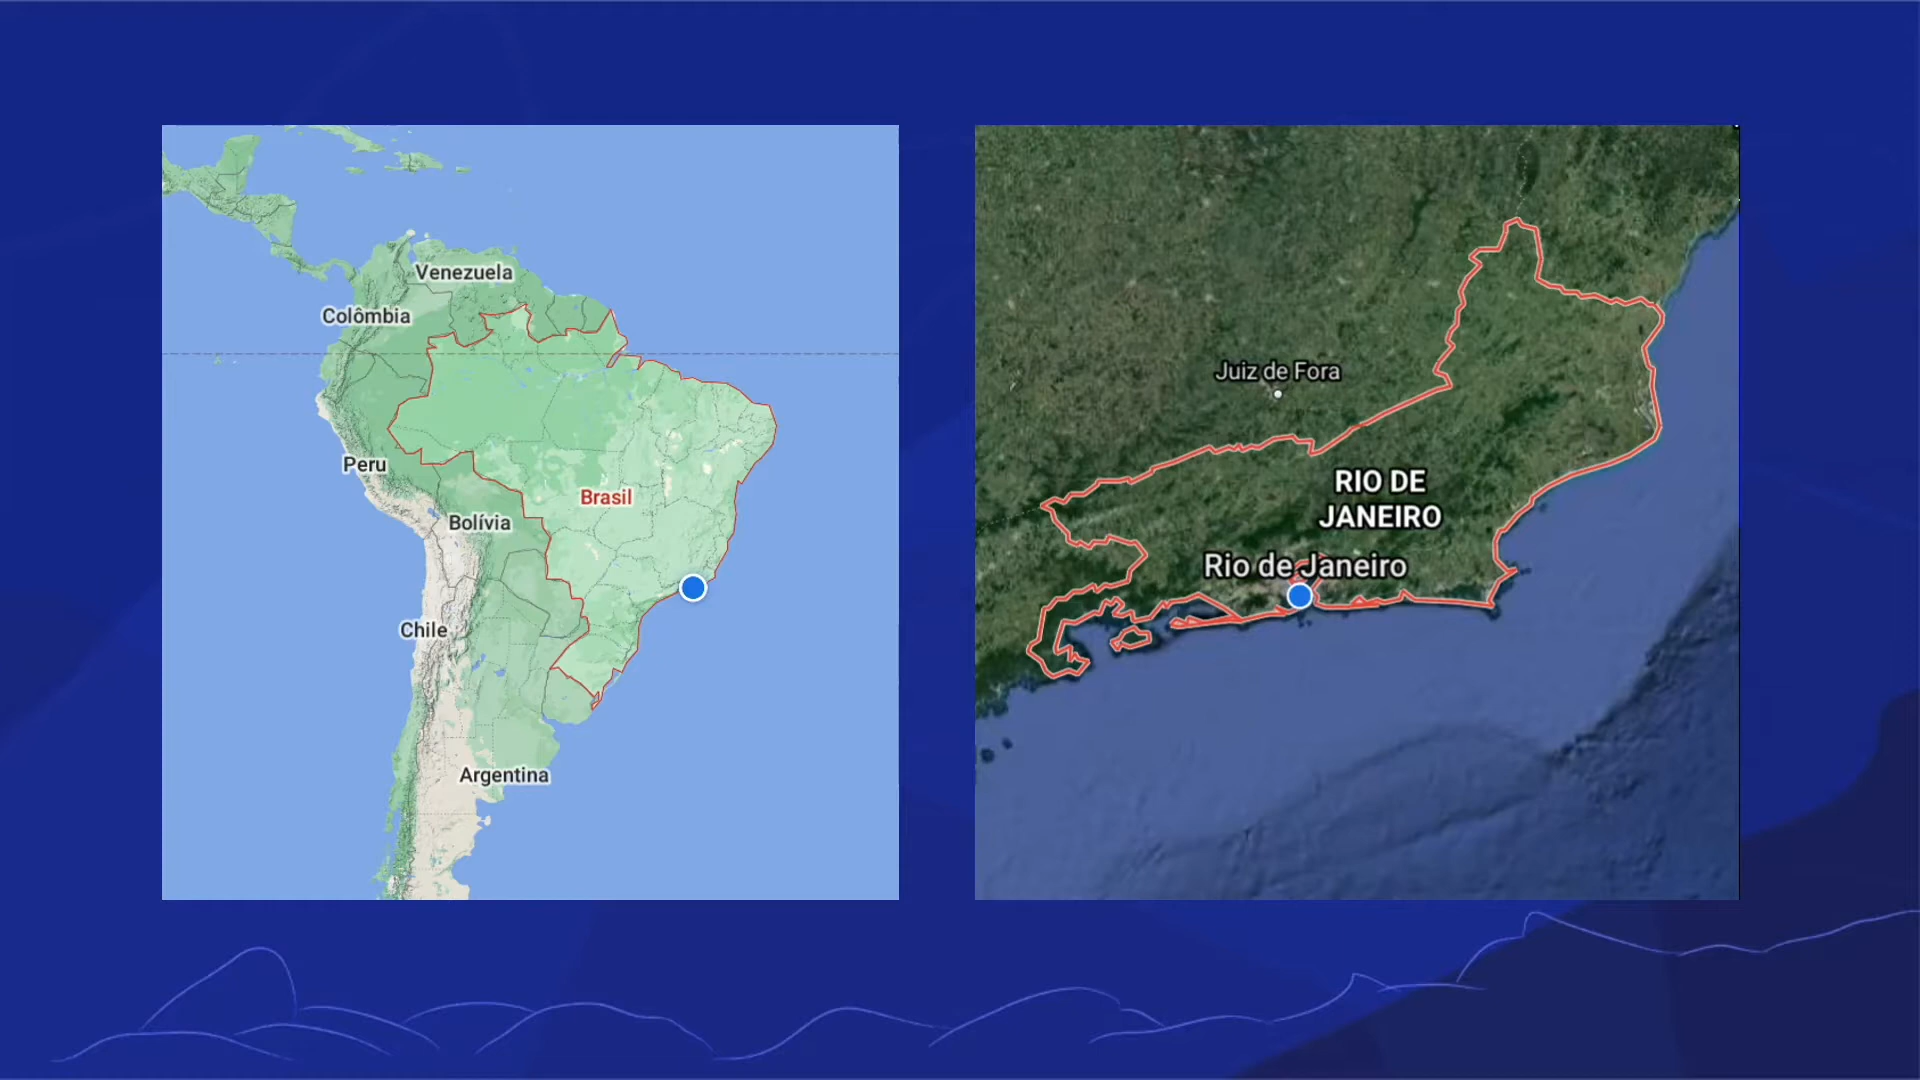 Venezuela
Colômbia
Peru
Brasil
Bolívia
Chile
Argentina
Juiz de Fora
RIO DE
JANEIRO
Rio de Janeiro